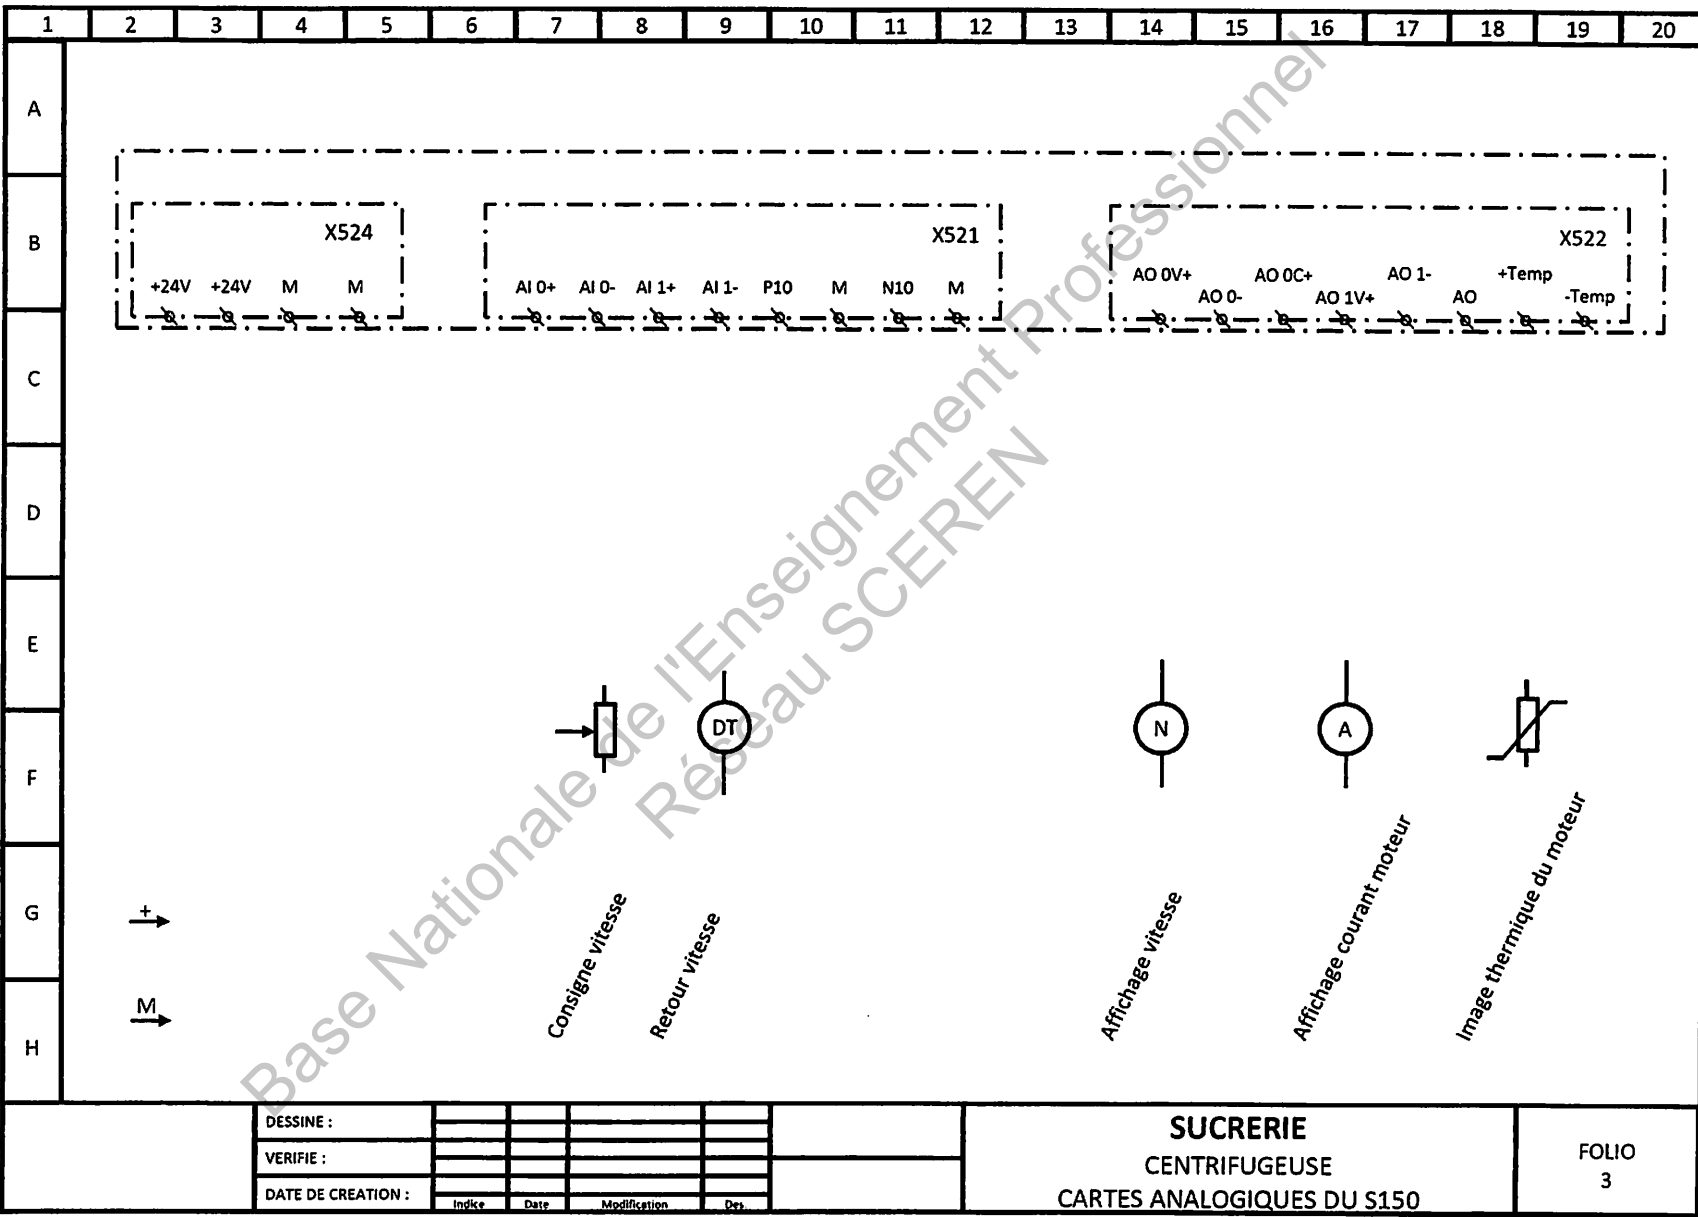 1 2 3 4 5 6 7 8 9 10 11 12 13 14 15 16 17 18 19 20
A
B
C
D
E
F
G
H
X524
+24V +24V M M
X521
AI 0+ AI 0- AI 1+ AI 1- P10 M N10 M
X522
AO 0V+ AO 0- AO 0C+ AO 1V+ AO 1- AO +Temp -Temp
DT
N
A
+
M
Consigne vitesse
Retour vitesse
Affichage vitesse
Affichage courant moteur
Image thermique du moteur
Base Nationale de l'Enseignement Professionnel
Réseau SCEREN
DESSINE :
VERIFIE :
DATE DE CREATION :
Indice Date Modification Des.
SUCRERIE
CENTRIFUGEUSE
CARTES ANALOGIQUES DU S150
FOLIO
3